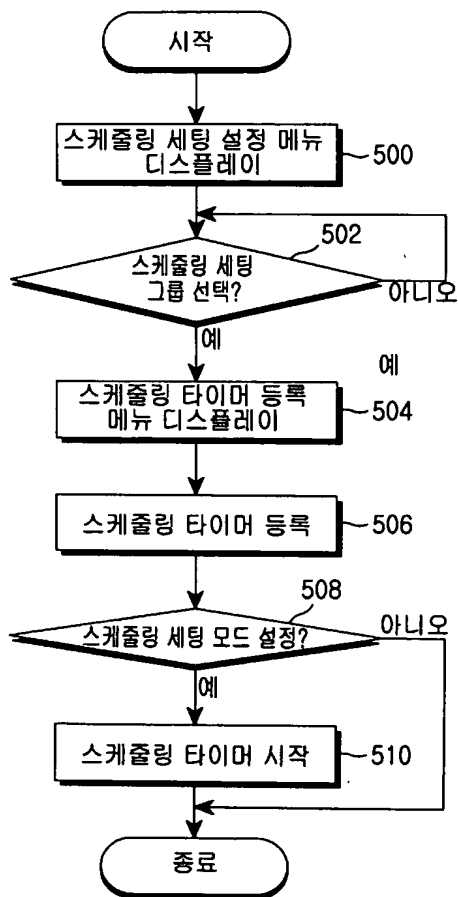 시작
스케줄링 세팅 설정 메뉴
디스플레이
500
502
스케줄링 세팅
그룹 선택?
아니오
예
예
스케줄링 타이머 등록
메뉴 디스플레이
504
스케줄링 타이머 등록
506
508
스케줄링 세팅 모드 설정?
아니오
예
스케줄링 타이머 시작
510
종료